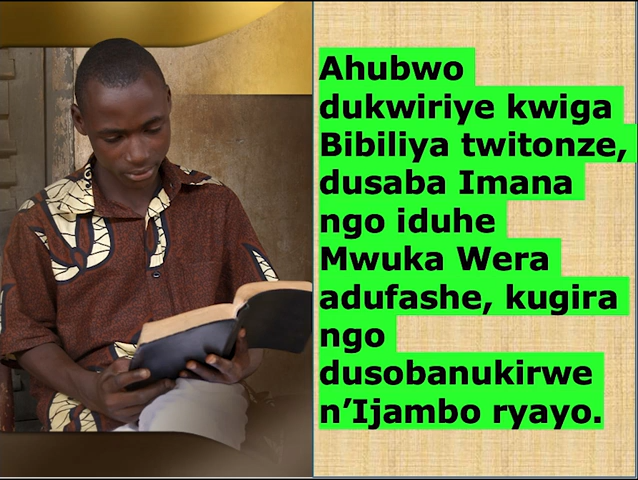 Ahubwo
dukwiriye kwiga
Bibiliya twitonze,
dusaba Imana
ngo iduhe
Mwuka Wera
adufashe, kugira
ngo
dusobanukirwe
n’Ijambo ryayo.